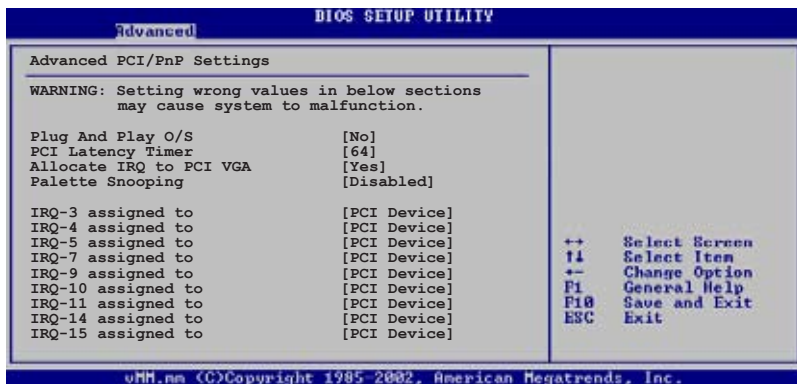 BIOS SETUP UTILITY
Advanced
Advanced PCI/PnP Settings
WARNING: Setting wrong values in below sections
may cause system to malfunction.
Plug And Play O/S [No]
PCI Latency Timer [64]
Allocate IRQ to PCI VGA [Yes]
Palette Snooping [Disabled]
IRQ-3 assigned to [PCI Device]
IRQ-4 assigned to [PCI Device]
IRQ-5 assigned to [PCI Device]
IRQ-7 assigned to [PCI Device]
IRQ-9 assigned to [PCI Device]
IRQ-10 assigned to [PCI Device]
IRQ-11 assigned to [PCI Device]
IRQ-14 assigned to [PCI Device]
IRQ-15 assigned to [PCI Device]
↔ Select Screen
↑↓ Select Item
+- Change Option
F1 General Help
F10 Save and Exit
ESC Exit
vMM.mm (C)Copyright 1985-2002, American Megatrends, Inc.